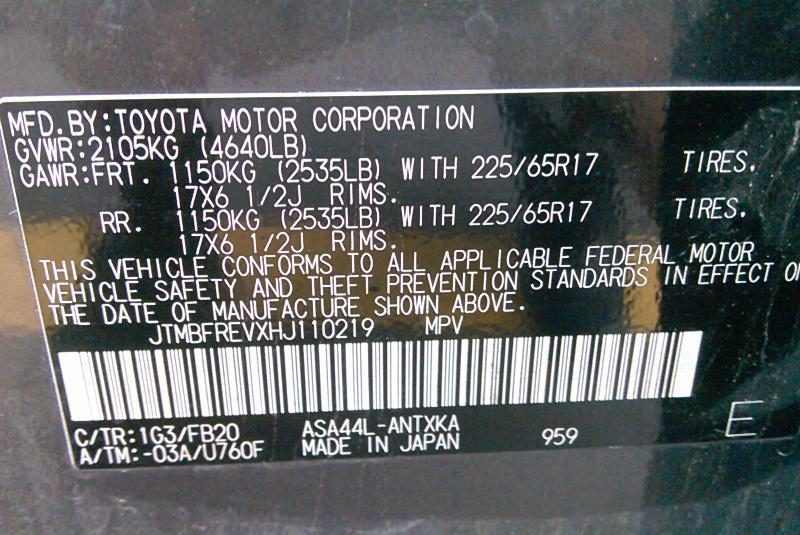 MFD.BY:TOYOTA MOTOR CORPORATION
GVWR:2105KG (4640LB)
GAWR:FRT. 1150KG (2535LB) WITH 225/65R17 TIRES.
17X6 1/2J RIMS.
RR. 1150KG (2535LB) WITH 225/65R17 TIRES.
17X6 1/2J RIMS.
THIS VEHICLE CONFORMS TO ALL APPLICABLE FEDERAL MOTOR
VEHICLE SAFETY AND THEFT PREVENTION STANDARDS IN EFFECT
THE DATE OF MANUFACTURE SHOWN ABOVE.
JTMBFREVXHJ110219 MPV
C/TR:1G3/FB20 ASA44L-ANTXKA
A/TM:-03A/U760F MADE IN JAPAN 959 E